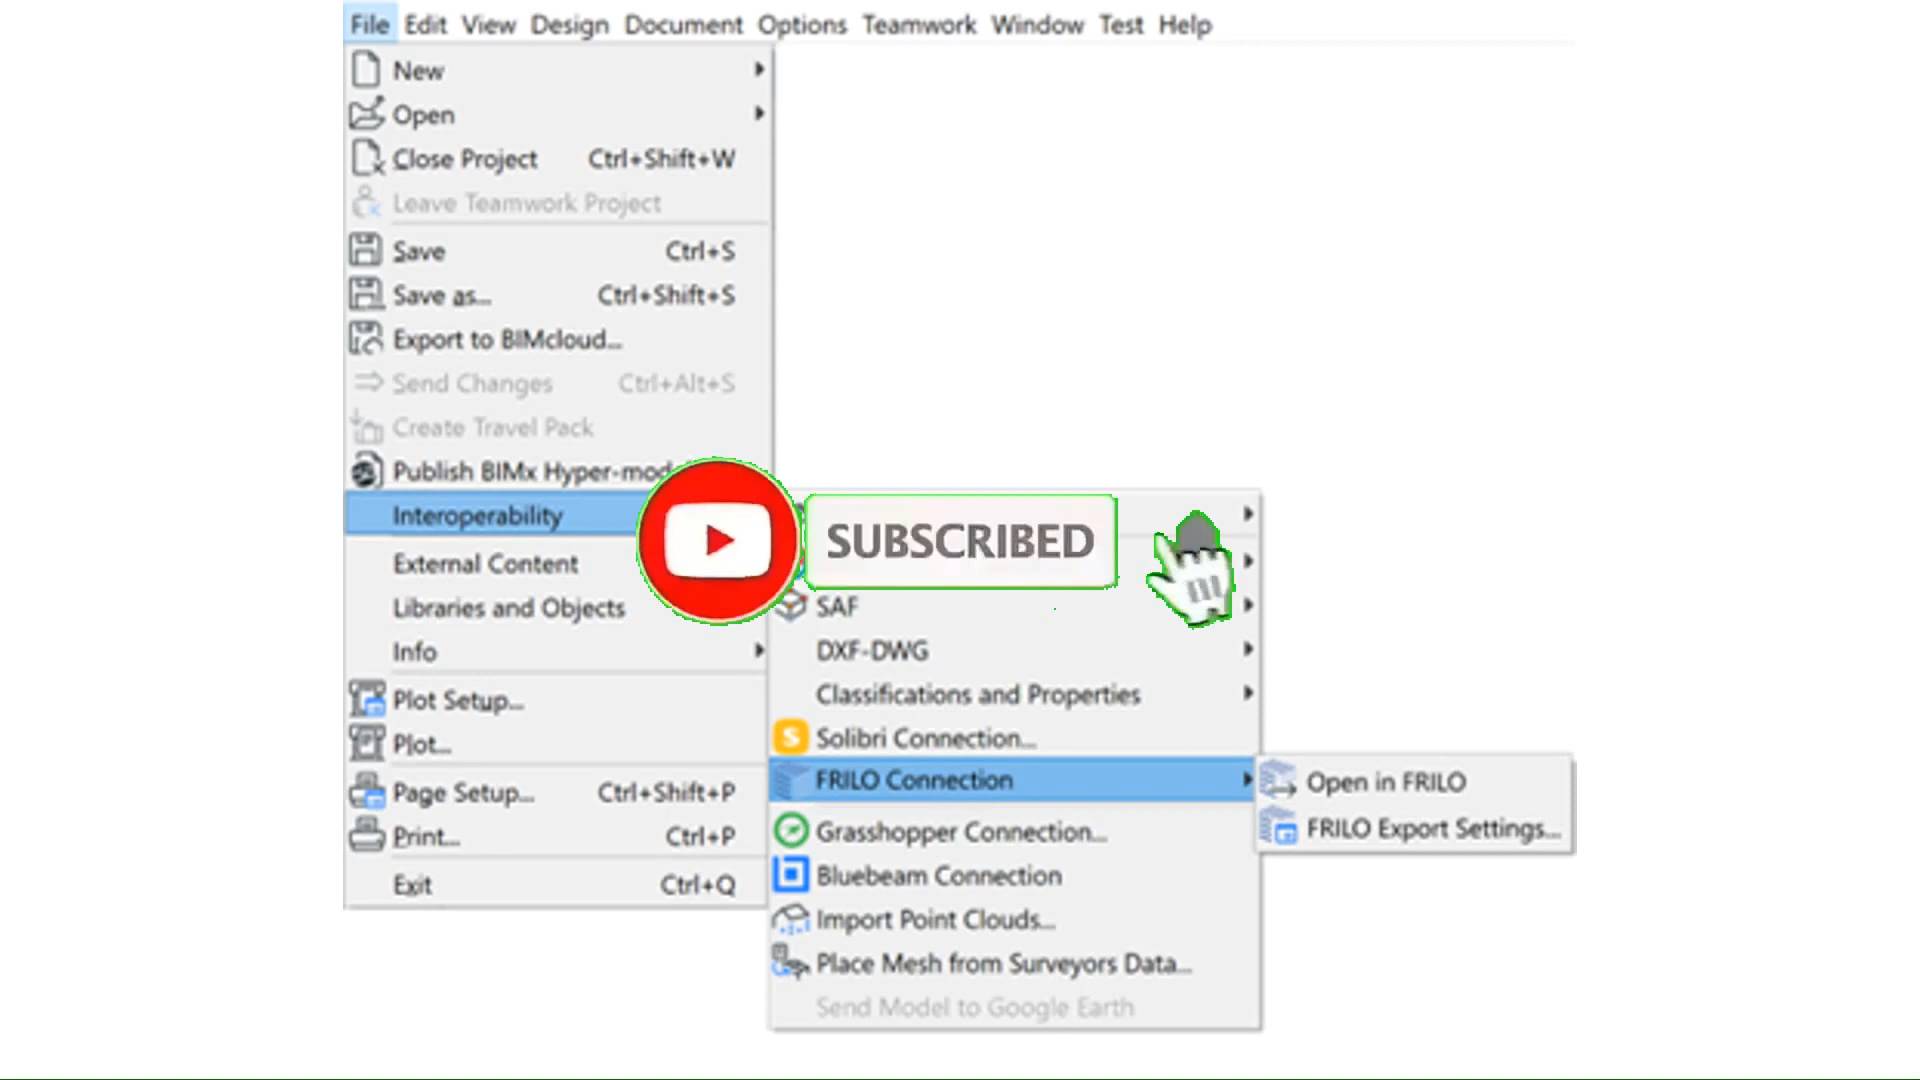 File Edit View Design Document Options Teamwork Window Test Help
New
Open
Close Project Ctrl+Shift+W
Leave Teamwork Project
Save Ctrl+S
Save as... Ctrl+Shift+S
Export to BIMcloud...
Send Changes Ctrl+Alt+S
Create Travel Pack
Publish BIMx
Interoperability
External Content
Libraries and Objects
Info
Plot Setup...
Plot...
Page Setup... Ctrl+Shift+P
Print... Ctrl+P
Exit Ctrl+Q
SUBSCRIBED
SAF
DXF-DWG
Classifications and Properties
Solibri Connection...
FRILO Connection
Grasshopper Connection...
Bluebeam Connection
Import Point Clouds...
Place Mesh from Surveyors Data...
Send Model to Google Earth
Open in FRILO
FRILO Export Settings...